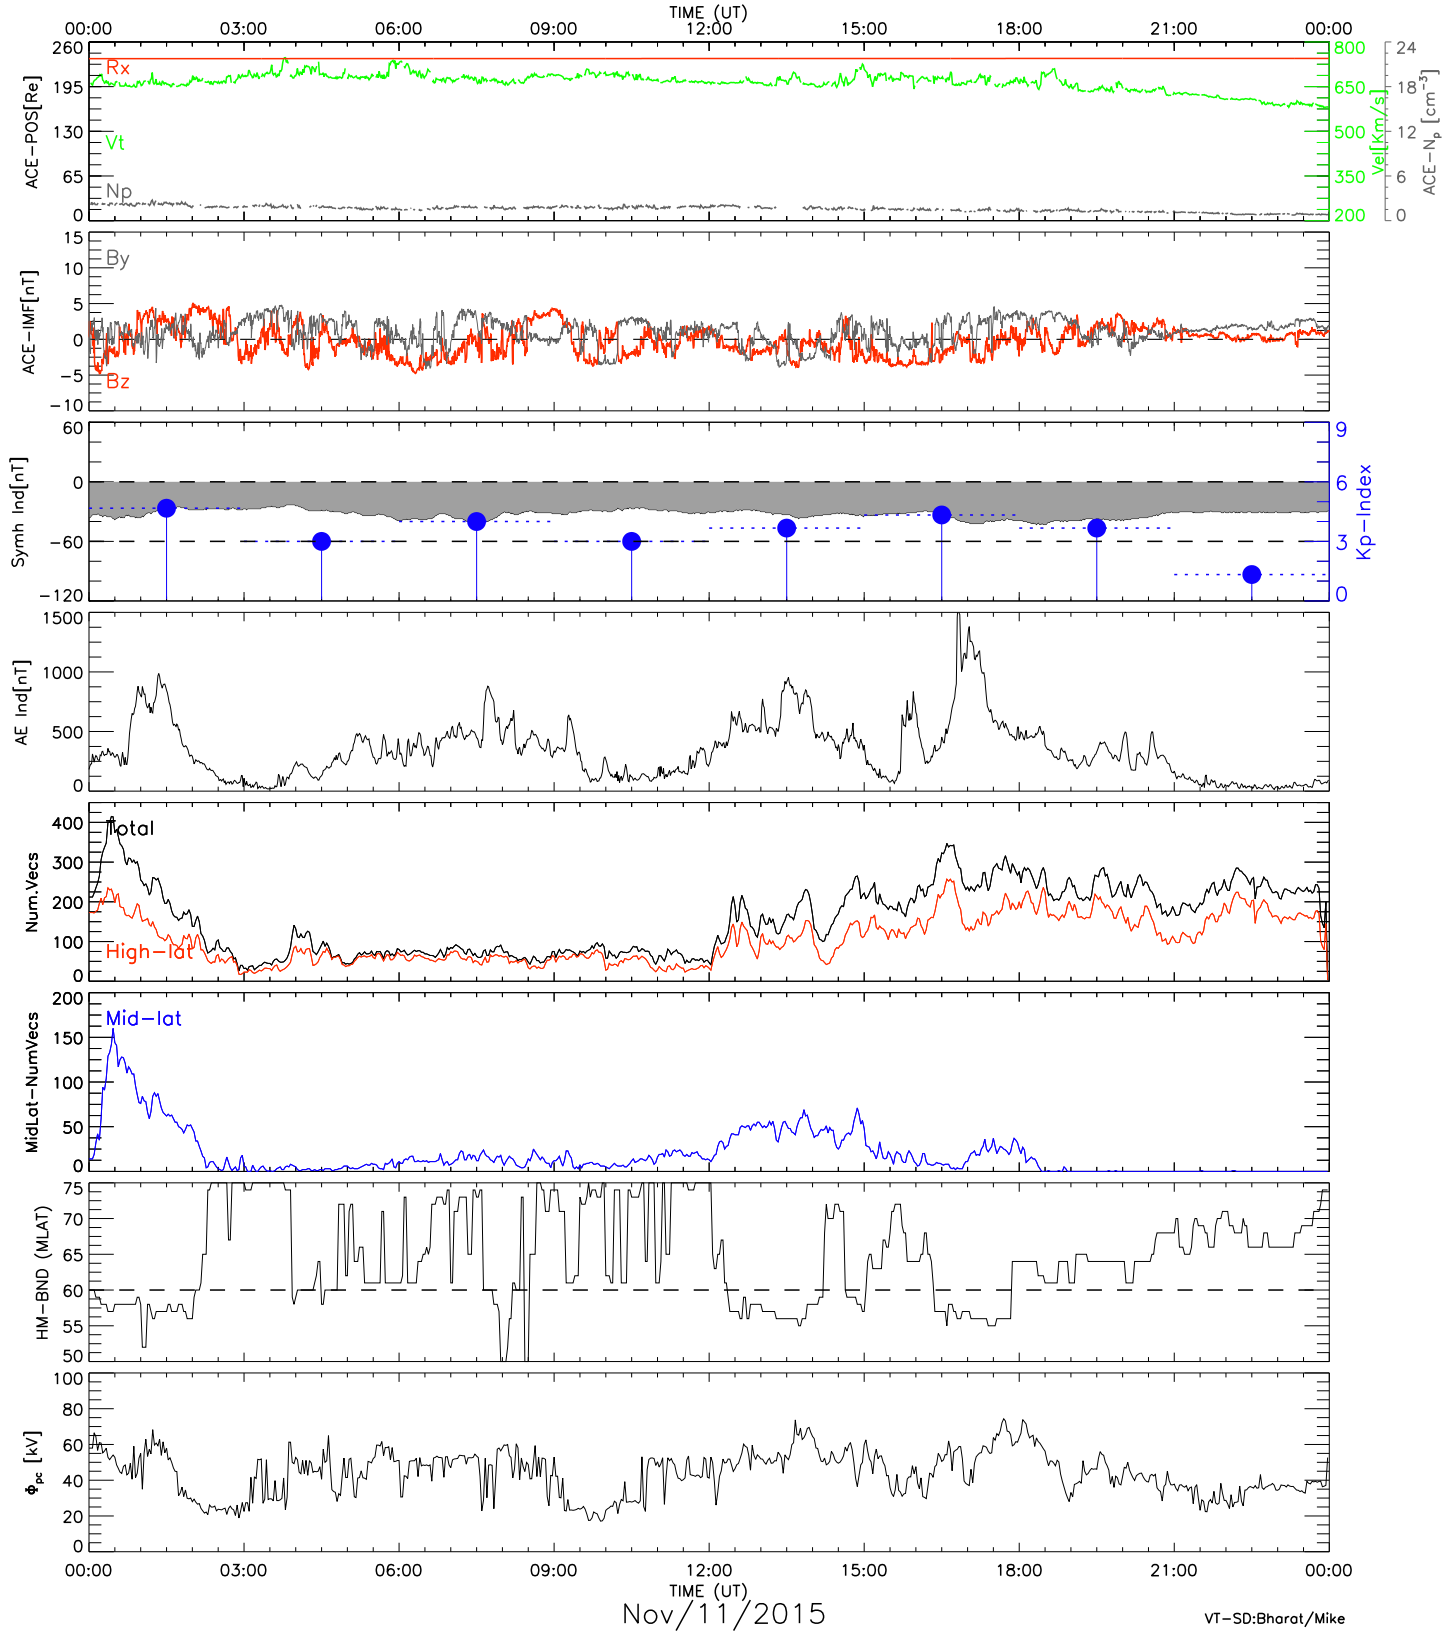 TIME (UT)
00:00 03:00 06:00 09:00 12:00 15:00 18:00 21:00 00:00
ACE-POS[Re]
260
195
130
65
0
Rx
Vt
Np
800
650
500
350
200
Vel[Km/s]
24
18
12
6
0
ACE-Np [cm⁻³]
ACE-IMF[nT]
15
10
5
0
-5
-10
By
Bz
Symh Ind[nT]
60
0
-60
-120
9
6
3
0
Kp-Index
AE Ind[nT]
1500
1000
500
0
Num.Vecs
400
300
200
100
0
Total
High-lat
MidLat-NumVecs
200
150
100
50
0
Mid-lat
HM-BND (MLAT)
75
70
65
60
55
50
Φpc [kV]
100
80
60
40
20
0
00:00 03:00 06:00 09:00 12:00 15:00 18:00 21:00 00:00
TIME (UT)
Nov/11/2015
VT-SD:Bharat/Mike